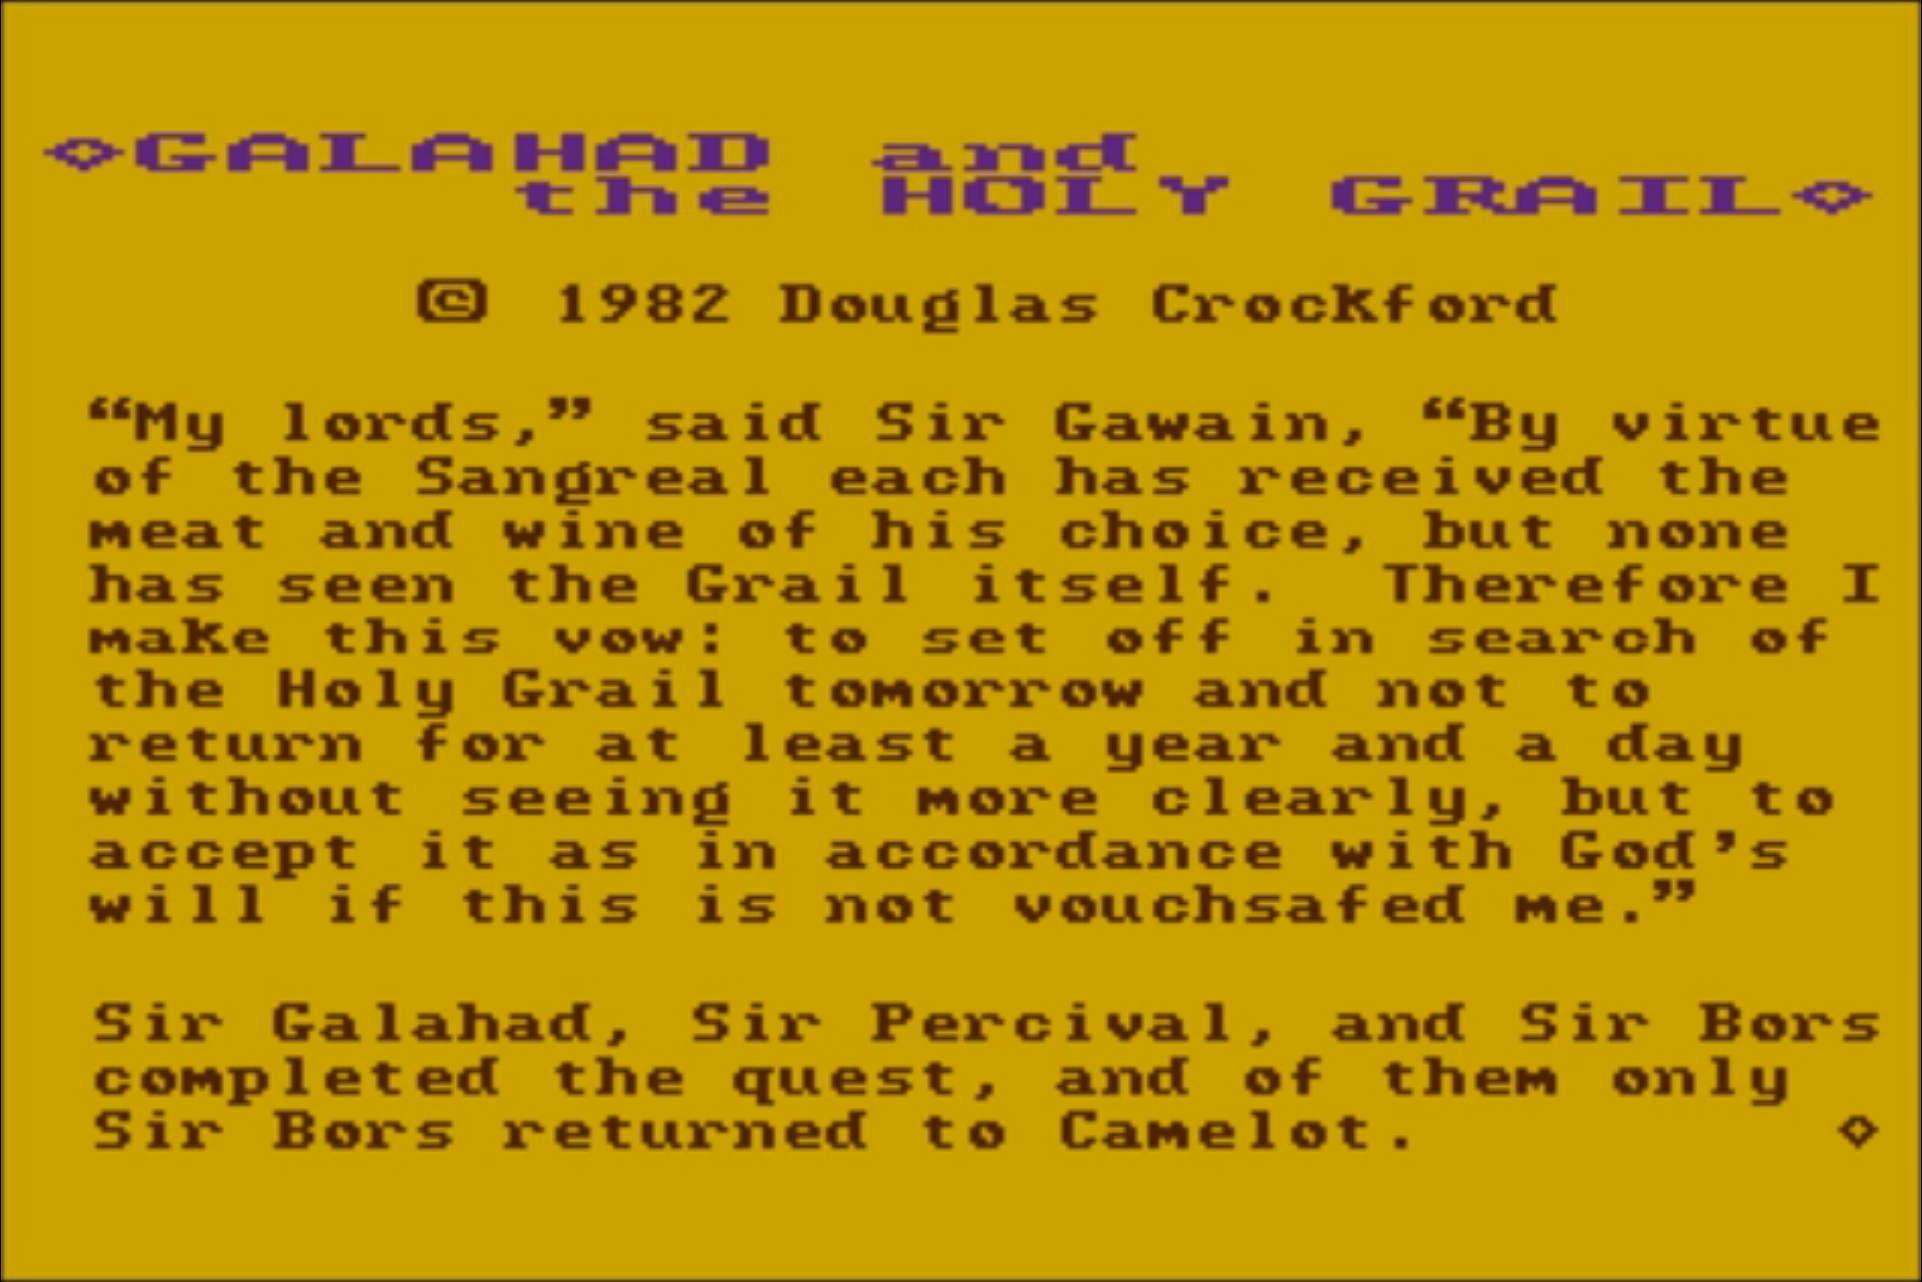 GALAHAD and
the HOLY GRAIL
© 1982 Douglas Crockford
“My lords,” said Sir Gawain, “By virtue
of the Sangreal each has received the
meat and wine of his choice, but none
has seen the Grail itself.  Therefore I
make this vow: to set off in search of
the Holy Grail tomorrow and not to
return for at least a year and a day
without seeing it more clearly, but to
accept it as in accordance with God’s
will if this is not vouchsafed me.”
Sir Galahad, Sir Percival, and Sir Bors
completed the quest, and of them only
Sir Bors returned to Camelot.